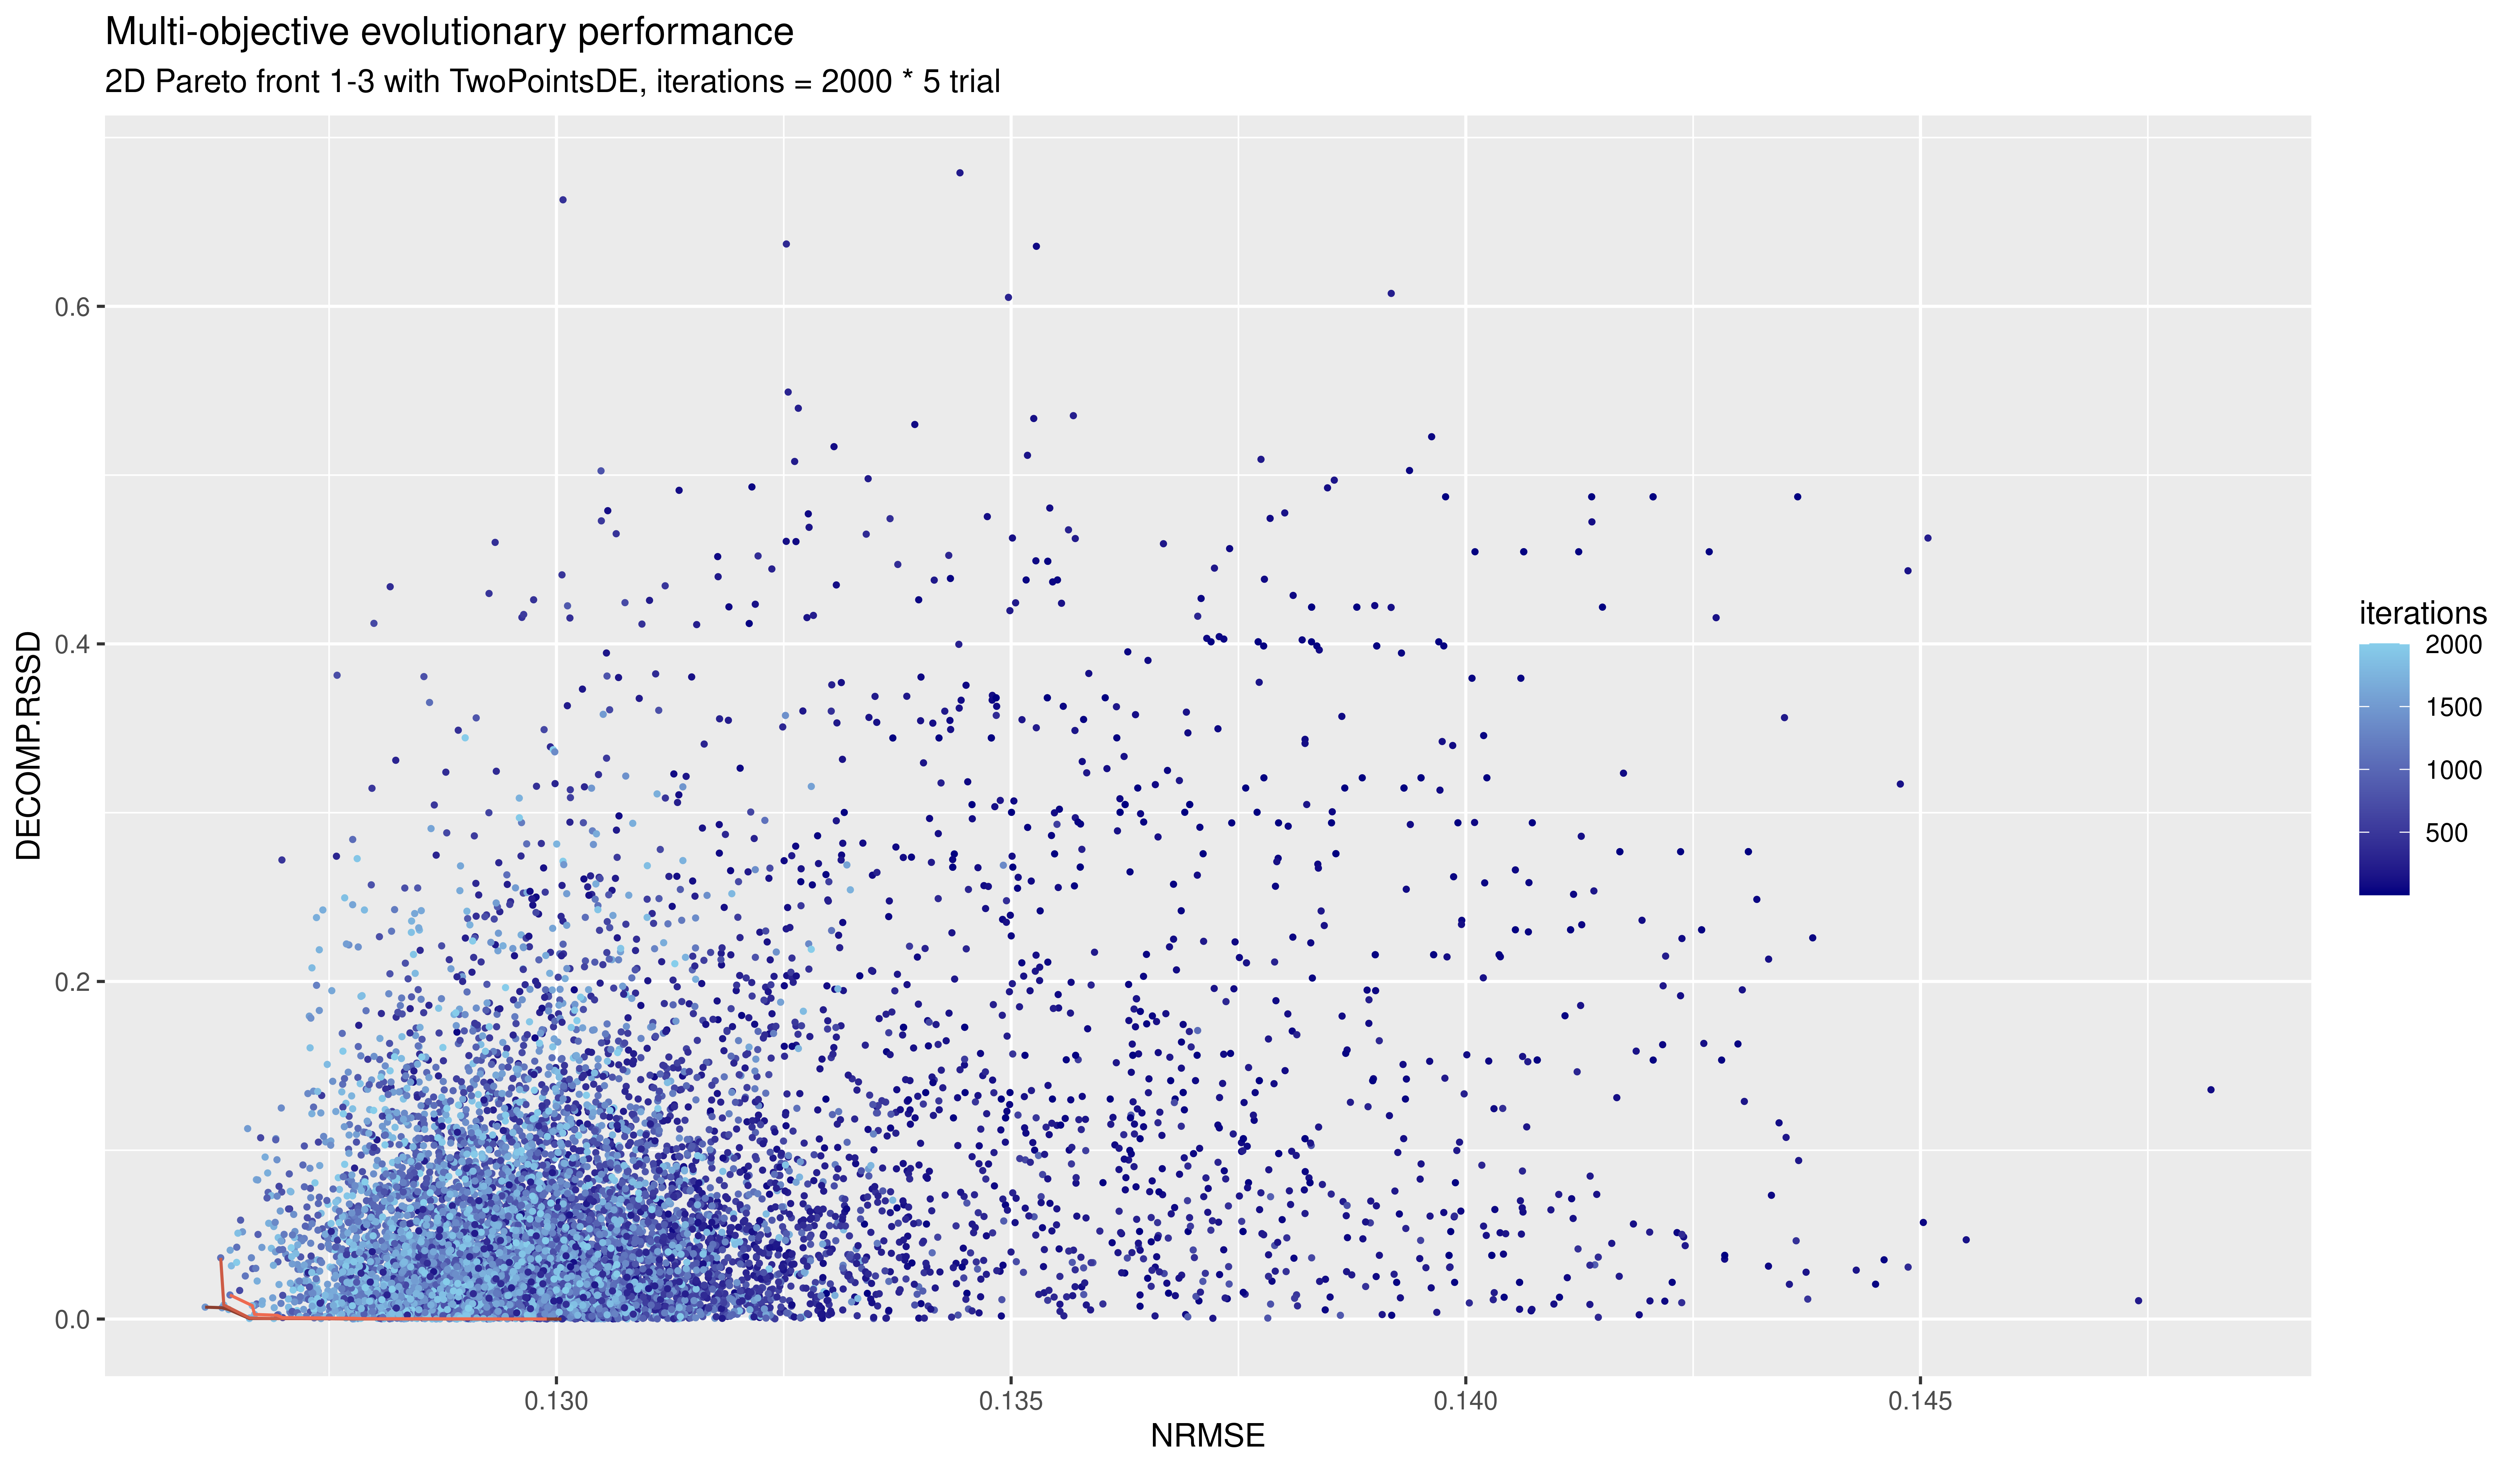 Multi-objective evolutionary performance
2D Pareto front 1-3 with TwoPointsDE, iterations = 2000 * 5 trial
DECOMP.RSSD
0.6
0.4
0.2
0.0
0.130
0.135
0.140
0.145
NRMSE
iterations
2000
1500
1000
500